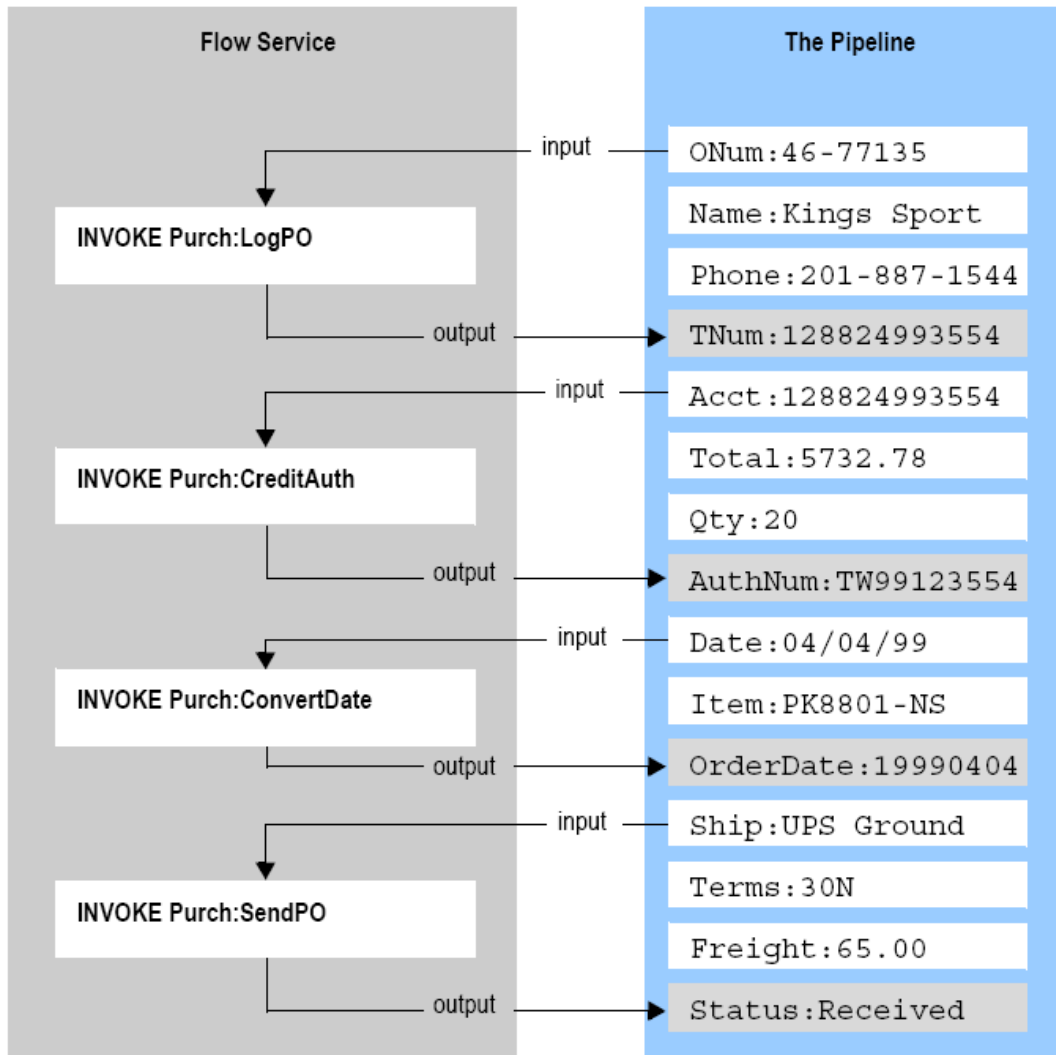 Flow Service
The Pipeline
input
ONum:46-77135
Name:Kings Sport
INVOKE Purch:LogPO
Phone:201-887-1544
output
TNum:128824993554
input
Acct:128824993554
Total:5732.78
INVOKE Purch:CreditAuth
Qty:20
output
AuthNum:TW99123554
input
Date:04/04/99
INVOKE Purch:ConvertDate
Item:PK8801-NS
output
OrderDate:19990404
input
Ship:UPS Ground
Terms:30N
INVOKE Purch:SendPO
Freight:65.00
output
Status:Received